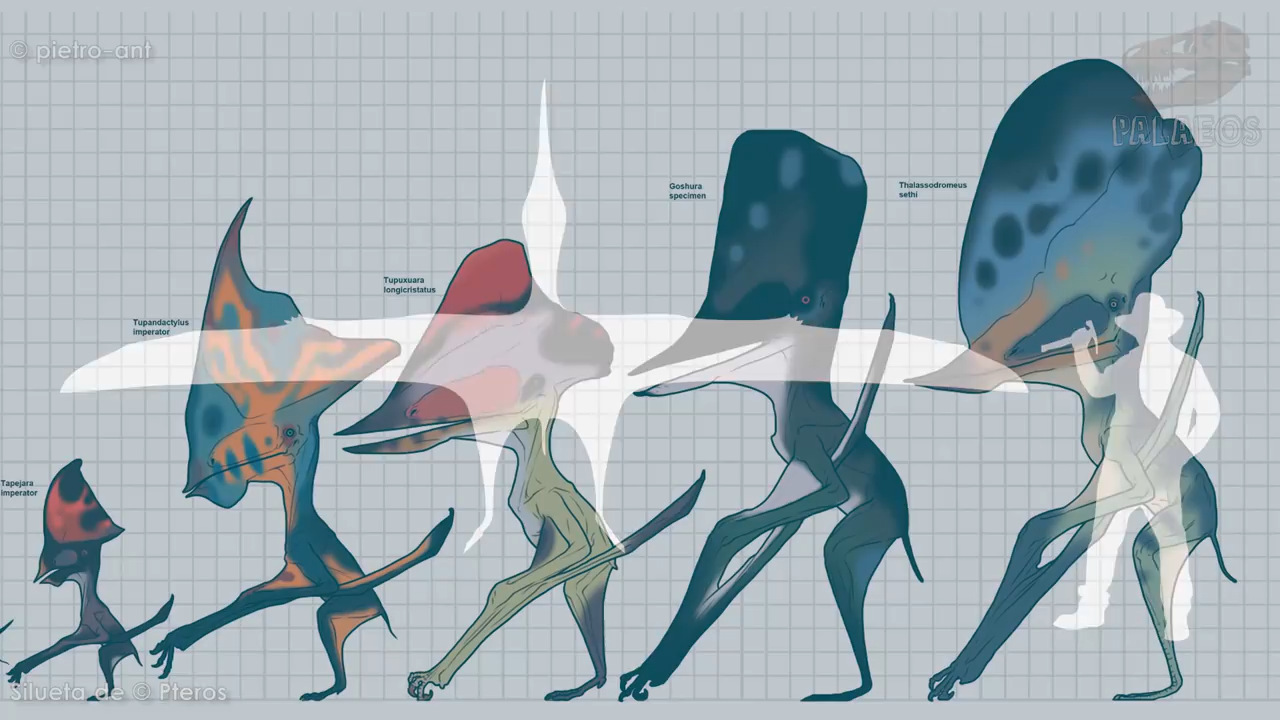 © pietro-ant
PALAEOS
Goshura
specimen
Thalassodromeus
sethi
Tupuxuara
longicristatus
Tupandactylus
imperator
Tapejara
imperator
Silueta de © Pteros